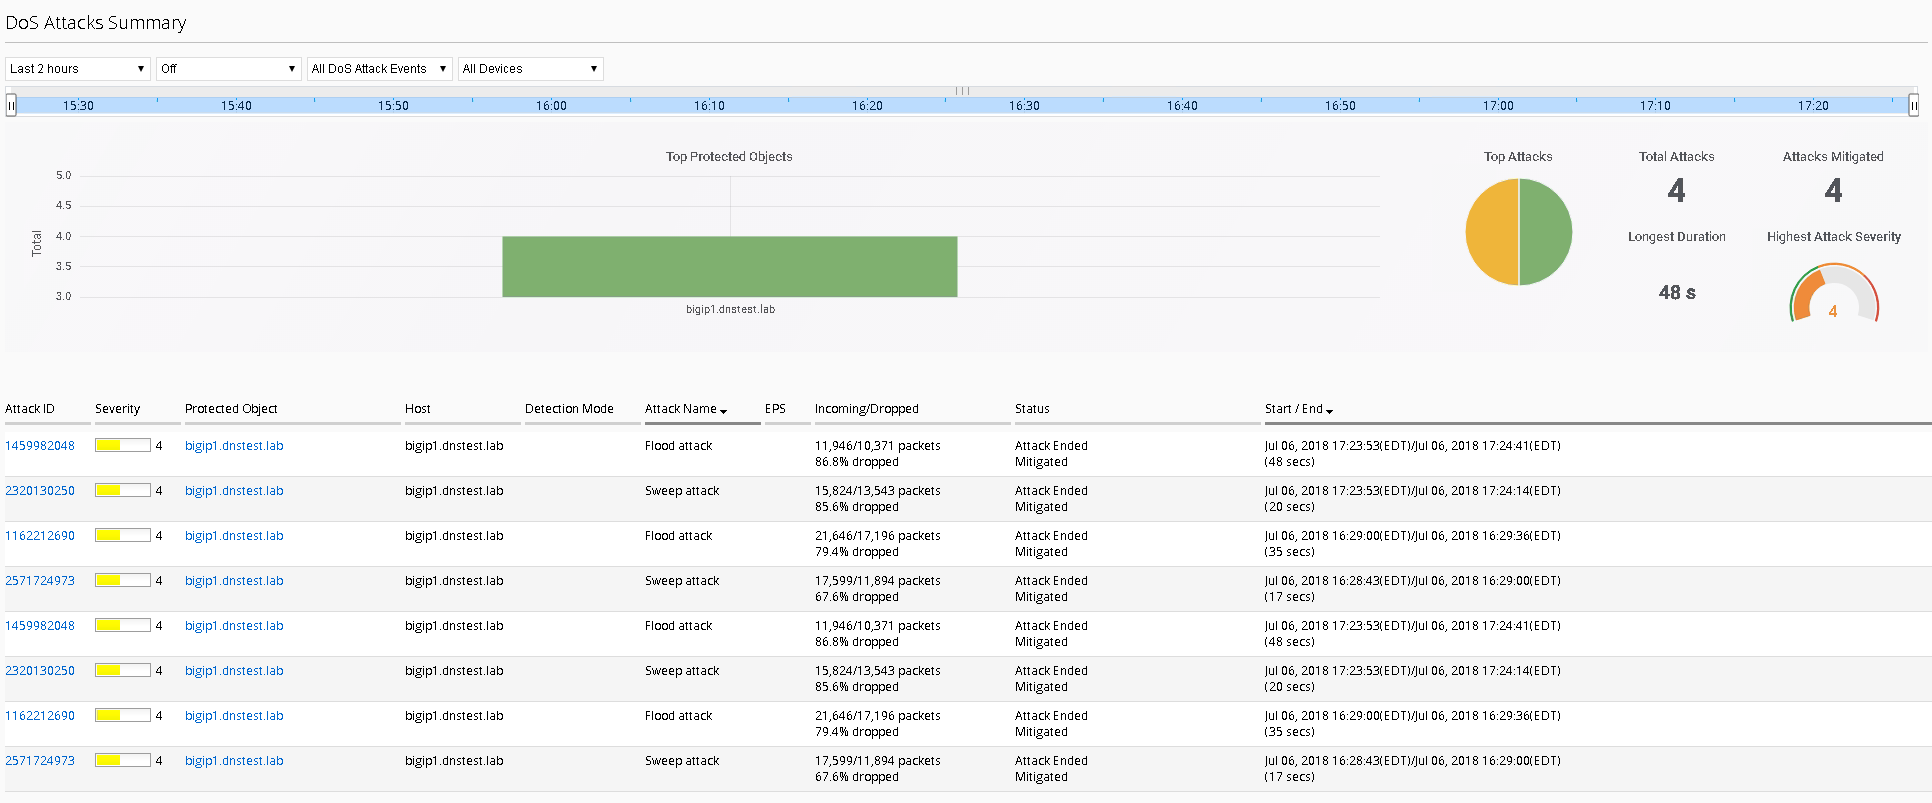 DoS Attacks Summary
Last 2 hours Off All DoS Attack Events All Devices
15:30 15:40 15:50 16:00 16:10 16:20 16:30 16:40 16:50 17:00 17:10 17:20
Top Protected Objects
Total
5.0
4.5
4.0
3.5
3.0
bigip1.dnstest.lab
Top Attacks
Total Attacks
4
Attacks Mitigated
4
Longest Duration
48 s
Highest Attack Severity
4
Attack ID Severity Protected Object Host Detection Mode Attack Name EPS Incoming/Dropped Status Start / End
1459982048 4 bigip1.dnstest.lab bigip1.dnstest.lab Flood attack 11,946/10,371 packets Attack Ended Jul 06, 2018 17:23:53(EDT)/Jul 06, 2018 17:24:41(EDT)
86.8% dropped Mitigated (48 secs)
2320130250 4 bigip1.dnstest.lab bigip1.dnstest.lab Sweep attack 15,824/13,543 packets Attack Ended Jul 06, 2018 17:23:53(EDT)/Jul 06, 2018 17:24:14(EDT)
85.6% dropped Mitigated (20 secs)
1162212690 4 bigip1.dnstest.lab bigip1.dnstest.lab Flood attack 21,646/17,196 packets Attack Ended Jul 06, 2018 16:29:00(EDT)/Jul 06, 2018 16:29:36(EDT)
79.4% dropped Mitigated (35 secs)
2571724973 4 bigip1.dnstest.lab bigip1.dnstest.lab Sweep attack 17,599/11,894 packets Attack Ended Jul 06, 2018 16:28:43(EDT)/Jul 06, 2018 16:29:00(EDT)
67.6% dropped Mitigated (17 secs)
1459982048 4 bigip1.dnstest.lab bigip1.dnstest.lab Flood attack 11,946/10,371 packets Attack Ended Jul 06, 2018 17:23:53(EDT)/Jul 06, 2018 17:24:41(EDT)
86.8% dropped Mitigated (48 secs)
2320130250 4 bigip1.dnstest.lab bigip1.dnstest.lab Sweep attack 15,824/13,543 packets Attack Ended Jul 06, 2018 17:23:53(EDT)/Jul 06, 2018 17:24:14(EDT)
85.6% dropped Mitigated (20 secs)
1162212690 4 bigip1.dnstest.lab bigip1.dnstest.lab Flood attack 21,646/17,196 packets Attack Ended Jul 06, 2018 16:29:00(EDT)/Jul 06, 2018 16:29:36(EDT)
79.4% dropped Mitigated (35 secs)
2571724973 4 bigip1.dnstest.lab bigip1.dnstest.lab Sweep attack 17,599/11,894 packets Attack Ended Jul 06, 2018 16:28:43(EDT)/Jul 06, 2018 16:29:00(EDT)
67.6% dropped Mitigated (17 secs)